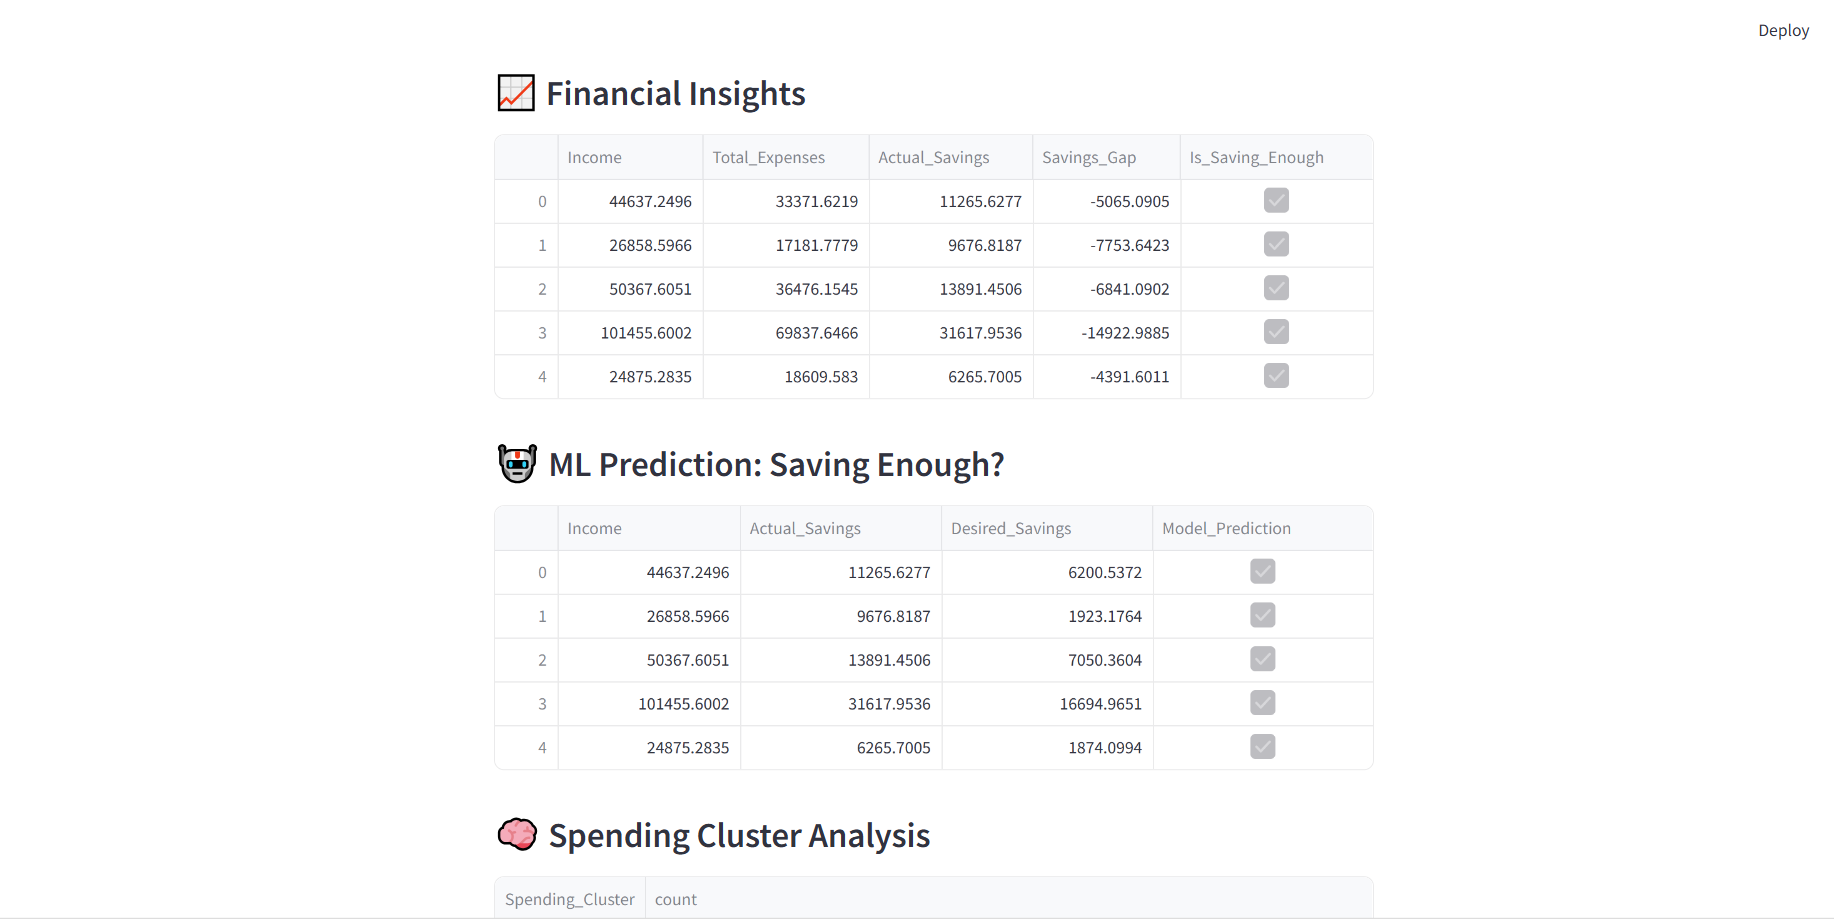 Deploy
Financial Insights
Income Total_Expenses Actual_Savings Savings_Gap Is_Saving_Enough
0 44637.2496 33371.6219 11265.6277 -5065.0905
1 26858.5966 17181.7779 9676.8187 -7753.6423
2 50367.6051 36476.1545 13891.4506 -6841.0902
3 101455.6002 69837.6466 31617.9536 -14922.9885
4 24875.2835 18609.583 6265.7005 -4391.6011
ML Prediction: Saving Enough?
Income Actual_Savings Desired_Savings Model_Prediction
0 44637.2496 11265.6277 6200.5372
1 26858.5966 9676.8187 1923.1764
2 50367.6051 13891.4506 7050.3604
3 101455.6002 31617.9536 16694.9651
4 24875.2835 6265.7005 1874.0994
Spending Cluster Analysis
Spending_Cluster count